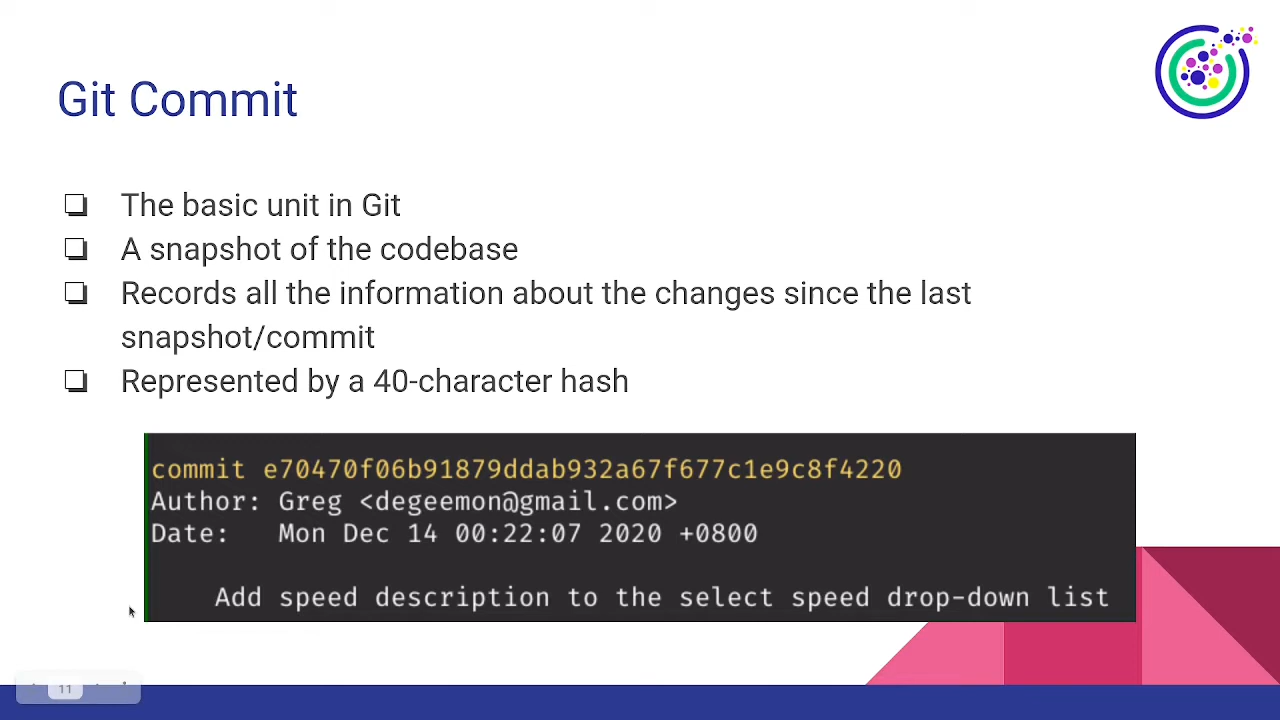 Git Commit
❏ The basic unit in Git
❏ A snapshot of the codebase
❏ Records all the information about the changes since the last
snapshot/commit
❏ Represented by a 40-character hash
commit e70470f06b91879ddab932a67f677c1e9c8f4220
Author: Greg <degeemon@gmail.com>
Date:   Mon Dec 14 00:22:07 2020 +0800
Add speed description to the select speed drop-down list
11